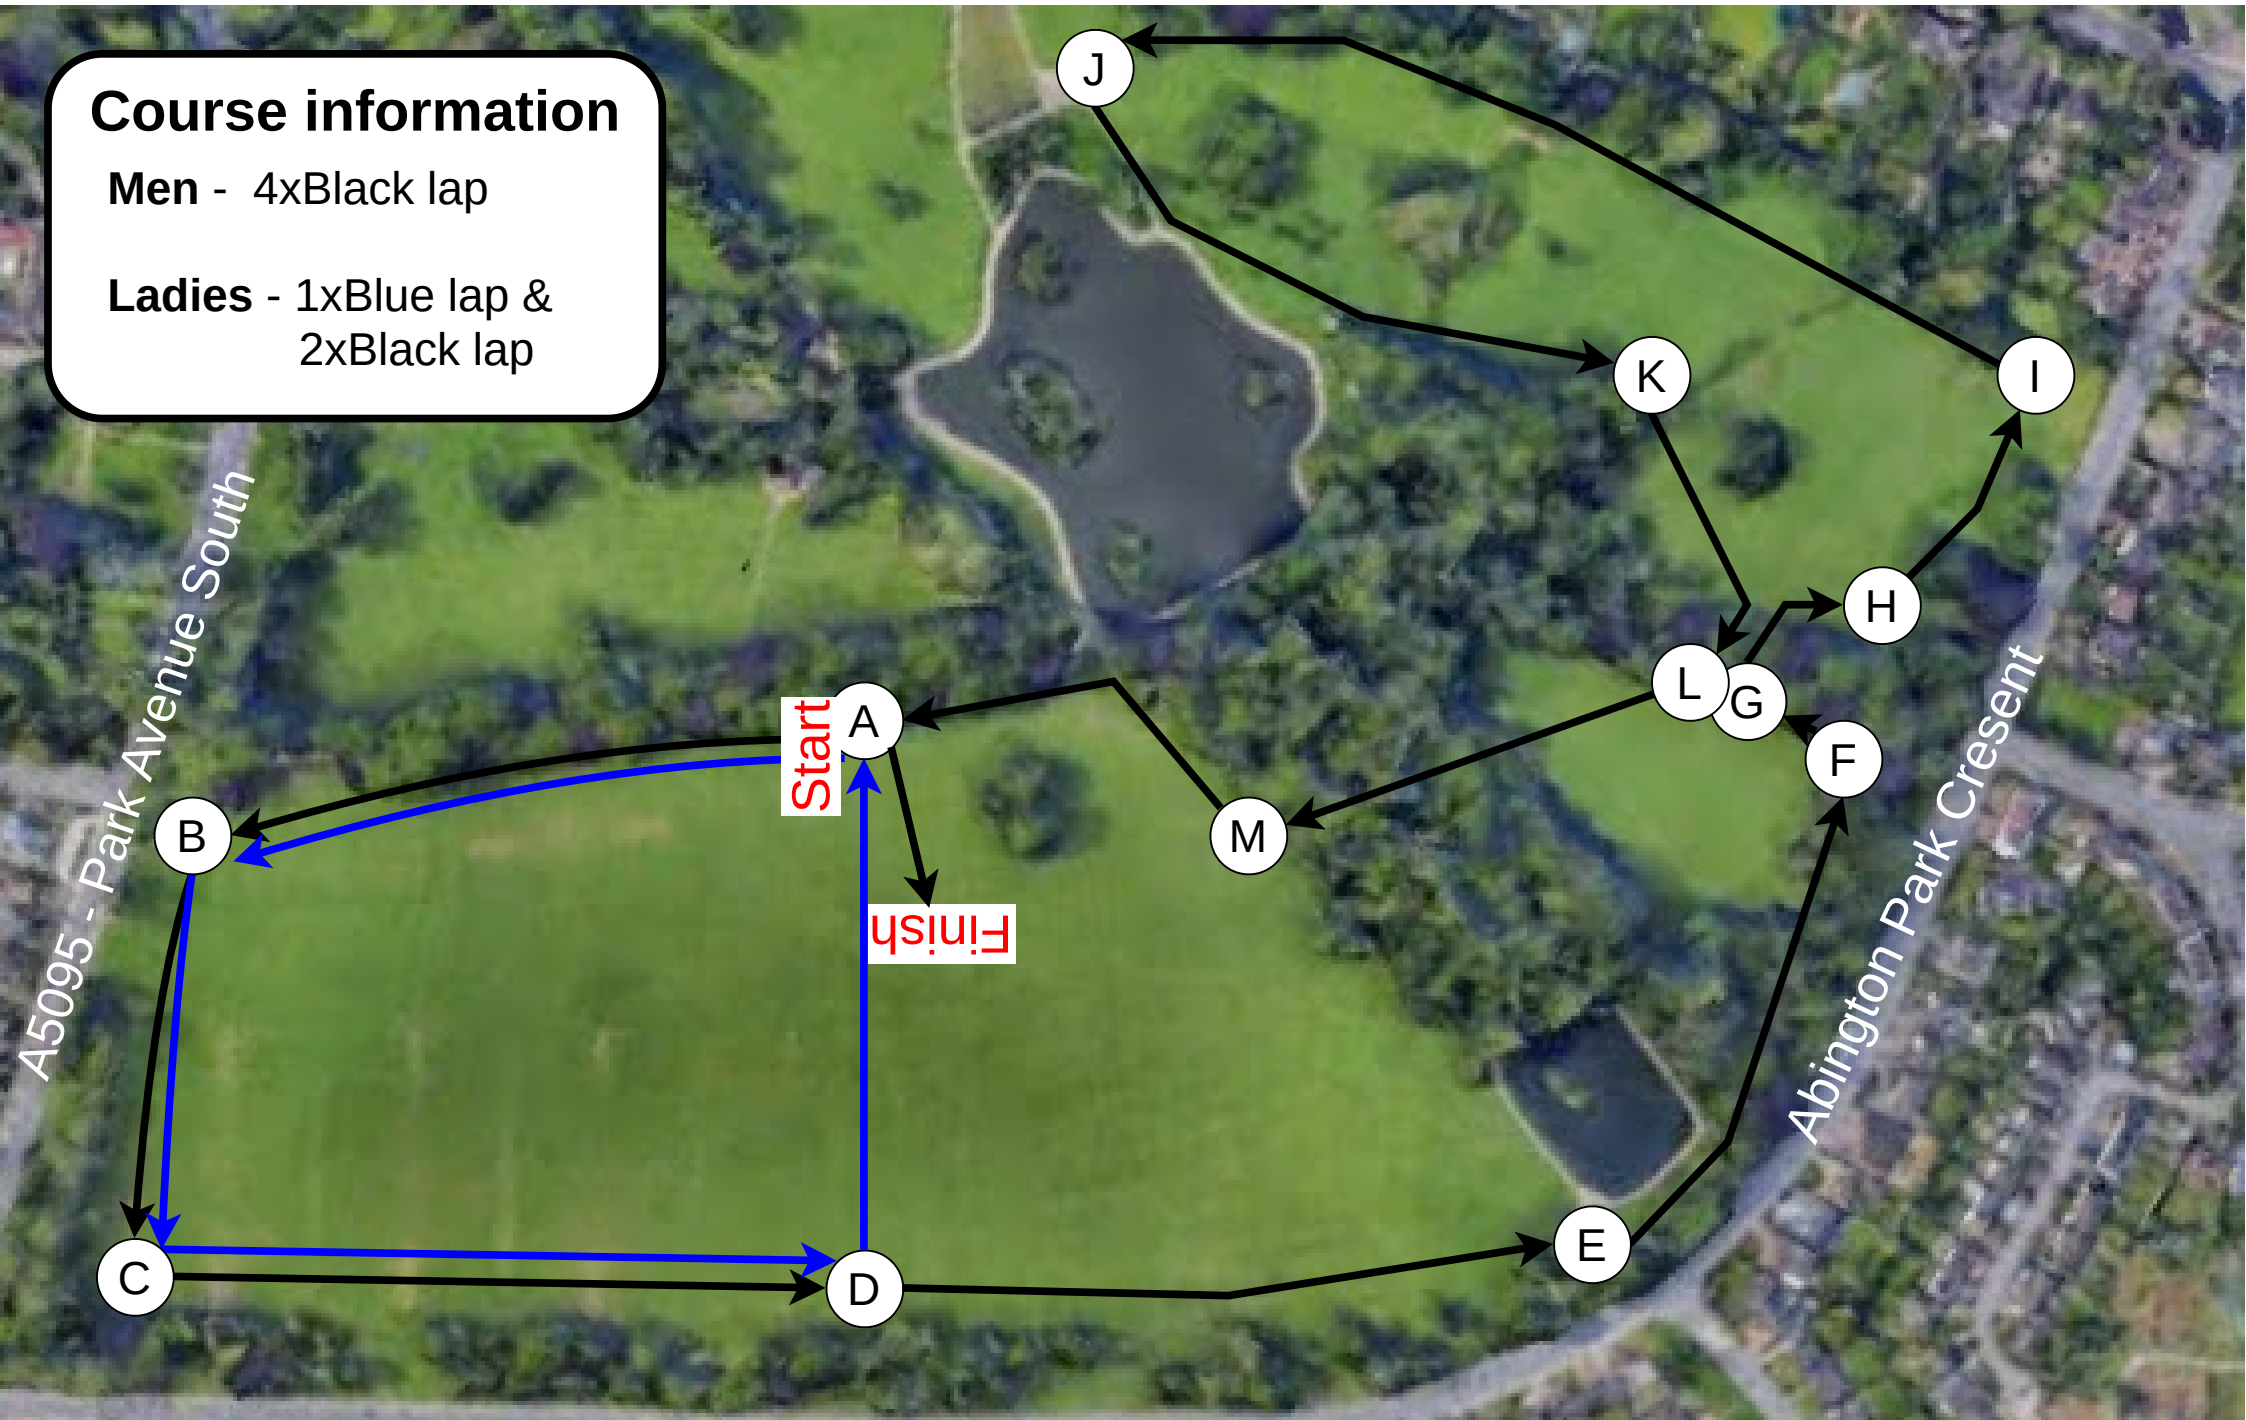 Course information
Men - 4xBlack lap
Ladies - 1xBlue lap &
2xBlack lap
J
K
I
A5095 - Park Avenue South
H
L
G
Start
A
F
B
M
Abington Park Cresent
Finish
E
C
D